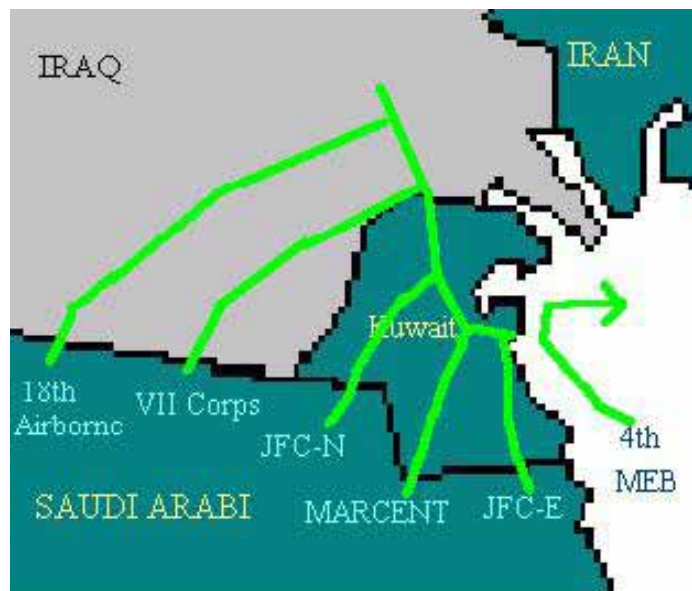 IRAQ
IRAN
Kuwait
18th
Airborne
VII Corps
JFC-N
4th
MEB
SAUDI ARABI
MARCENT
JFC-E